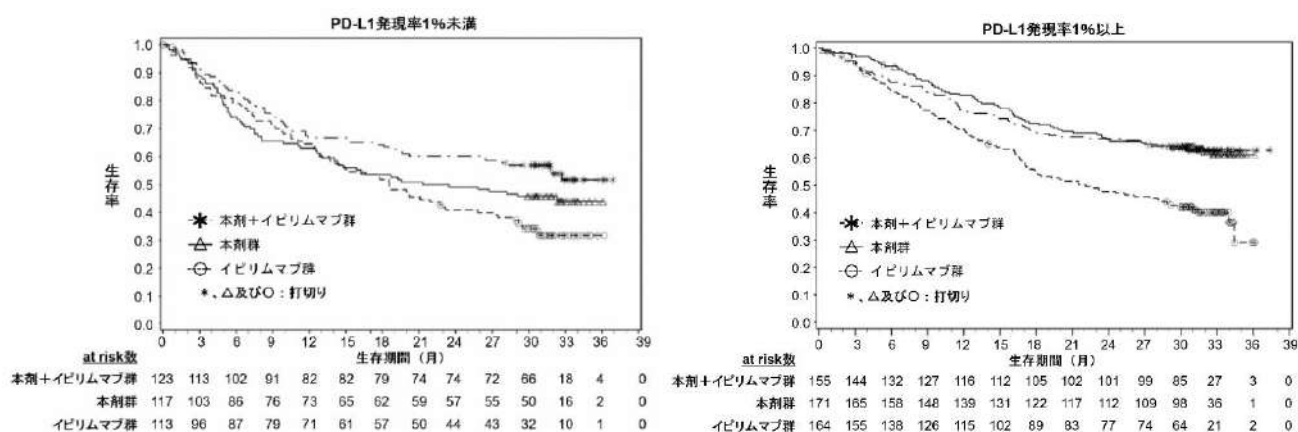 PD-L1発現率1%未満
1.0
0.9
0.8
0.7
0.6
0.5
0.4
0.3
0.2
0.1
0.0
生存率
本剤+イピリムマブ群
本剤群
イピリムマブ群
*、△及び○:打切り
0 3 6 9 12 15 18 21 24 27 30 33 36 39
生存期間(月)
at risk数
本剤+イピリムマブ群 123 113 102 91 82 82 79 74 74 72 66 18 4 0
本剤群 117 103 86 76 73 65 62 59 57 55 50 16 2 0
イピリムマブ群 113 96 87 79 71 61 57 50 44 43 32 10 1 0
PD-L1発現率1%以上
1.0
0.9
0.8
0.7
0.6
0.5
0.4
0.3
0.2
0.1
0.0
生存率
本剤+イピリムマブ群
本剤群
イピリムマブ群
*、△及び○:打切り
0 3 6 9 12 15 18 21 24 27 30 33 36 39
生存期間(月)
at risk数
本剤+イピリムマブ群 155 144 132 127 116 112 105 102 101 99 85 27 3 0
本剤群 171 165 158 148 139 131 122 117 112 109 98 36 1 0
イピリムマブ群 164 155 138 126 115 102 89 83 77 74 64 21 2 0